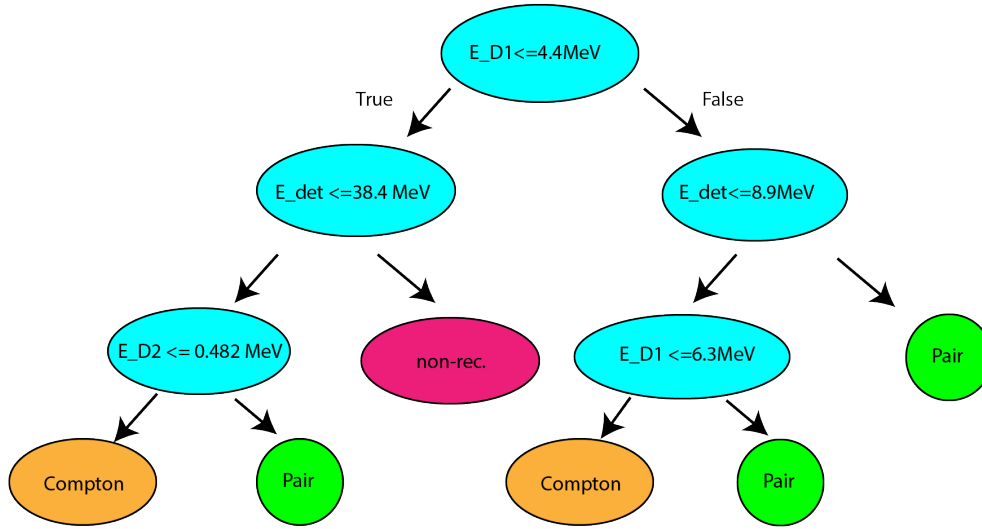 E_D1<=4.4MeV
True
False
E_det <=38.4 MeV
E_det<=8.9MeV
E_D2 <= 0.482 MeV
non-rec.
E_D1 <=6.3MeV
Pair
Compton
Pair
Compton
Pair